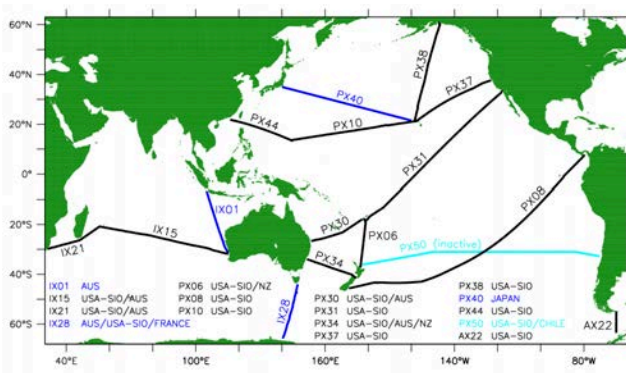 60°N
40°N
20°N
0°
20°S
40°S
60°S
PX38
PX37
PX40
PX44
PX10
PX31
IX01
PX08
PX30
PX06
IX15
IX21
PX50 (inactive)
PX34
IX28
AX22
IX01 AUS
IX15 USA-SIO/AUS
IX21 USA-SIO/AUS
IX28 AUS/USA-SIO/FRANCE
PX06 USA-SIO/NZ
PX08 USA-SIO
PX10 USA-SIO
PX30 USA-SIO/AUS
PX31 USA-SIO
PX34 USA-SIO/AUS/NZ
PX37 USA-SIO
PX38 USA-SIO
PX40 JAPAN
PX44 USA-SIO
PX50 USA-SIO/CHILE
AX22 USA-SIO
40°E 100°E 160°E 140°W 80°W